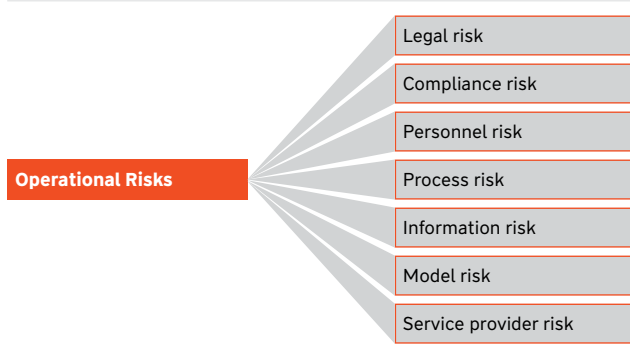 Operational Risks
Legal risk
Compliance risk
Personnel risk
Process risk
Information risk
Model risk
Service provider risk